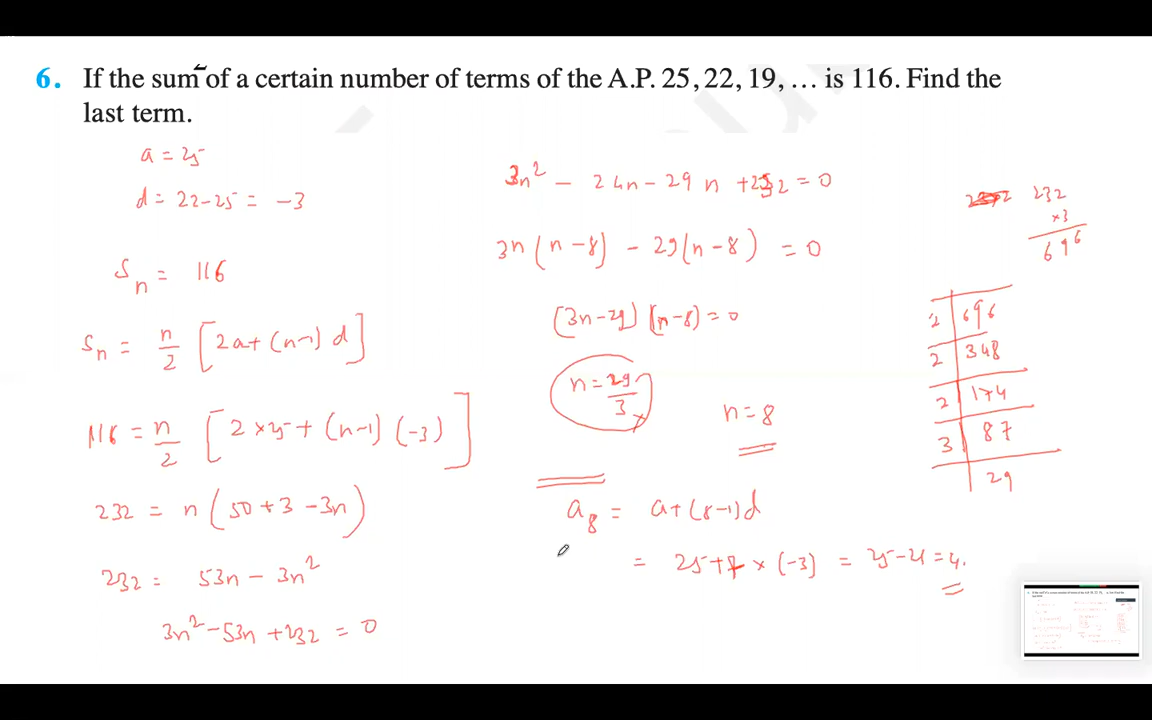 6. If the sum of a certain number of terms of the A.P. 25, 22, 19, … is 116. Find the
last term.
a = 25
d = 22-25 = -3
Sn = 116
Sn = n/2 [2a+(n-1)d]
116 = n/2 [2×25+(n-1)(-3)]
232 = n(50+3-3n)
232 = 53n - 3n²
3n²-53n+232 = 0
3n² - 24n - 29n + 232 = 0
3n(n-8) - 29(n-8) = 0
(3n-29)(n-8) = 0
n = 29/3 ×
n = 8
a8 = a+(8-1)d
= 25+7×(-3) = 25-21 = 4.
232
×3
696
2 696
2 348
2 174
3 87
29